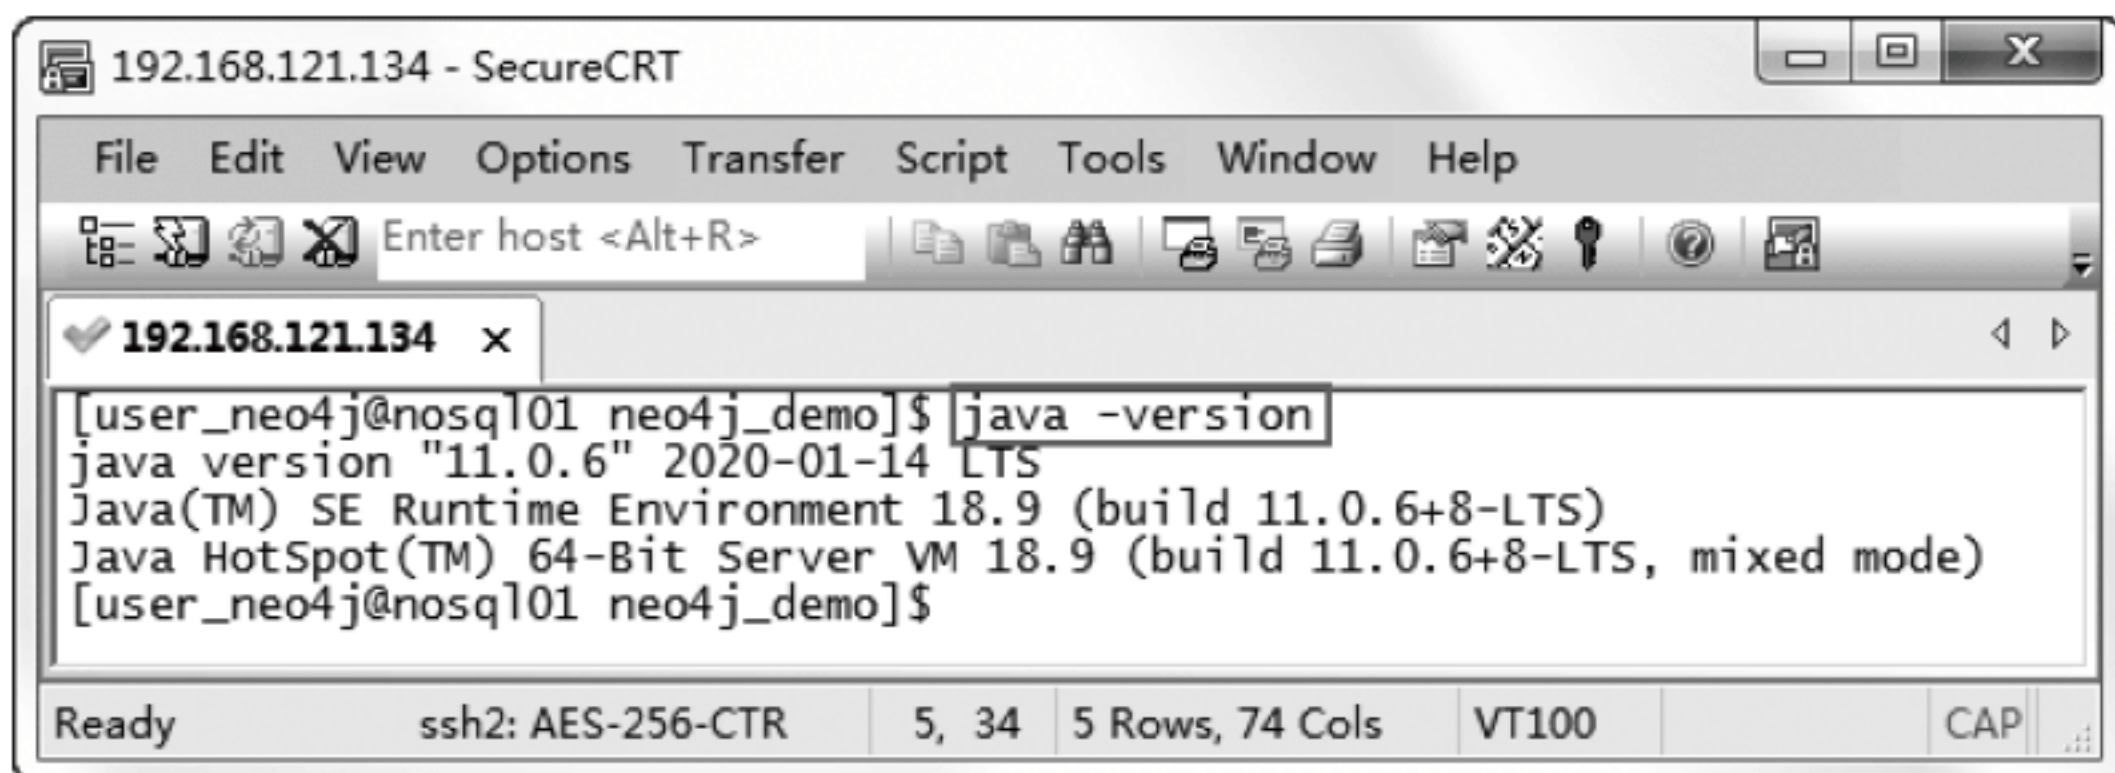 192.168.121.134 - SecureCRT
File Edit View Options Transfer Script Tools Window Help
Enter host <Alt+R>
192.168.121.134
[user_neo4j@nosql01 neo4j_demo]$ java -version
java version "11.0.6" 2020-01-14 LTS
Java(TM) SE Runtime Environment 18.9 (build 11.0.6+8-LTS)
Java HotSpot(TM) 64-Bit Server VM 18.9 (build 11.0.6+8-LTS, mixed mode)
[user_neo4j@nosql01 neo4j_demo]$
Ready ssh2: AES-256-CTR 5, 34 5 Rows, 74 Cols VT100 CAP